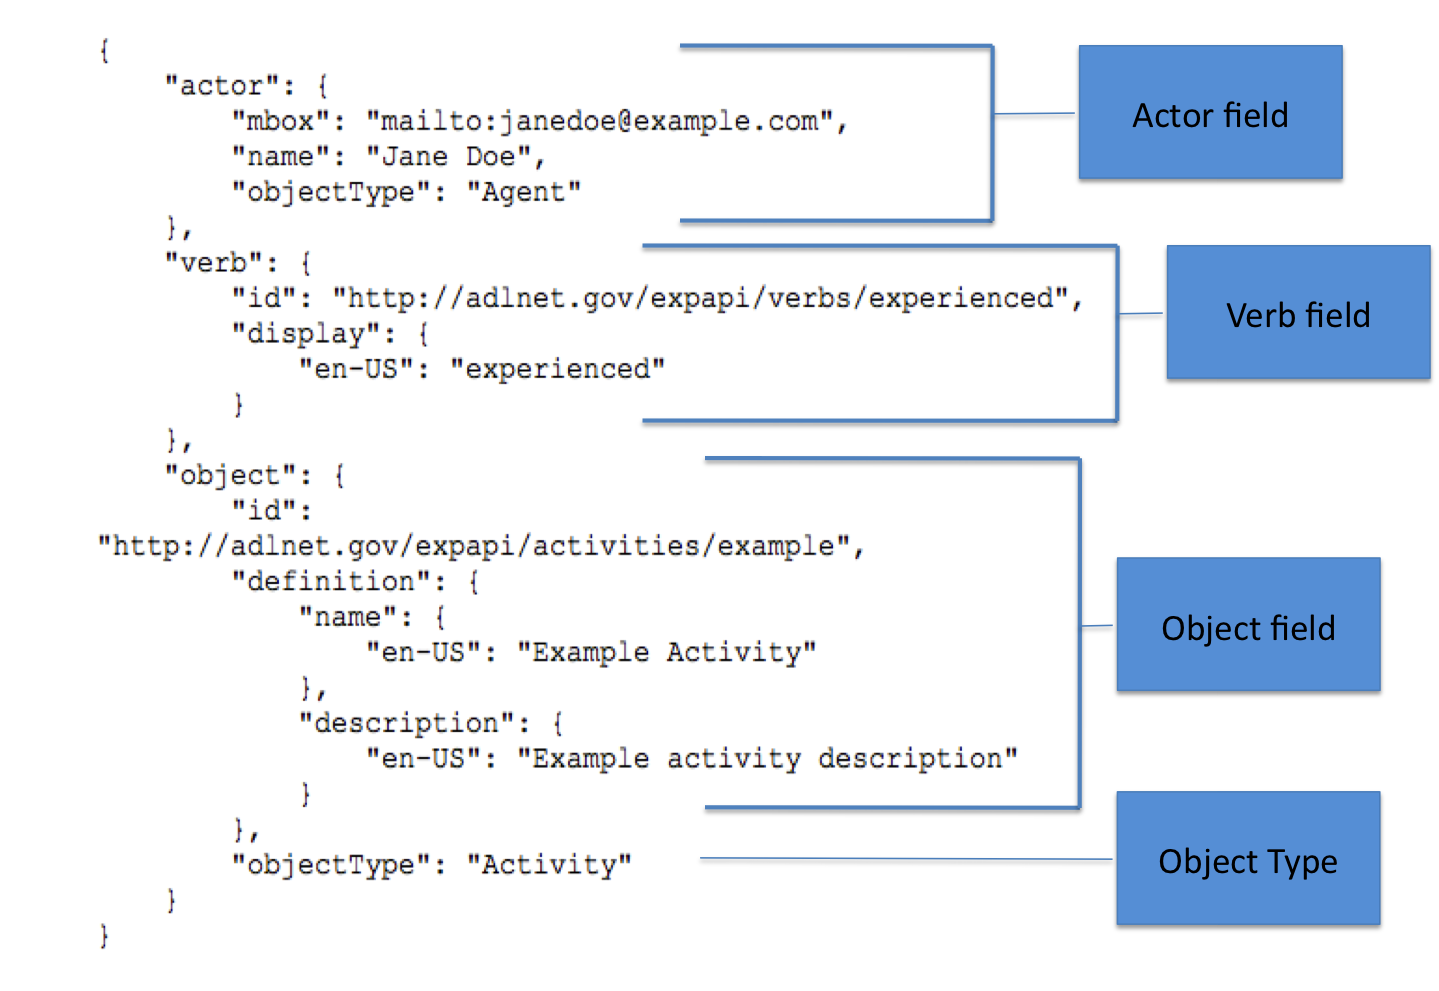 {
"actor": {
"mbox": "mailto:janedoe@example.com",
"name": "Jane Doe",
"objectType": "Agent"
},
"verb": {
"id": "http://adlnet.gov/expapi/verbs/experienced",
"display": {
"en-US": "experienced"
}
},
"object": {
"id":
"http://adlnet.gov/expapi/activities/example",
"definition": {
"name": {
"en-US": "Example Activity"
},
"description": {
"en-US": "Example activity description"
}
},
"objectType": "Activity"
}
}
Actor field
Verb field
Object field
Object Type